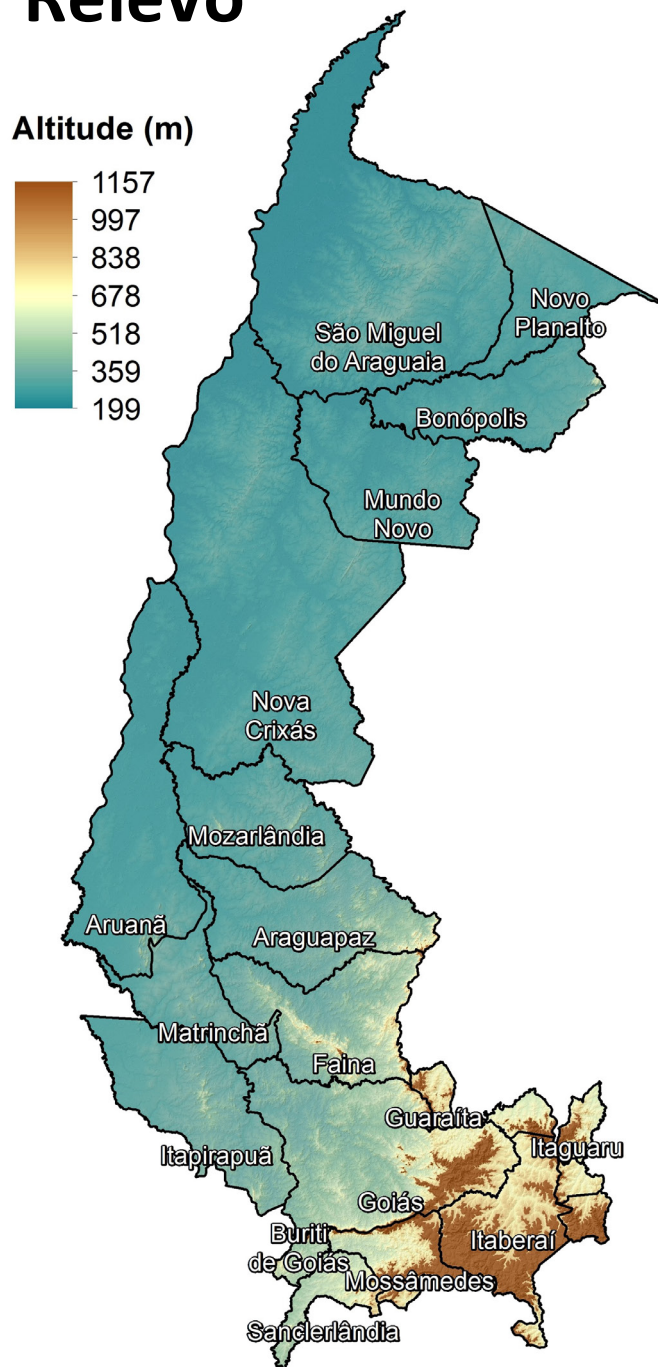 Relevo
Altitude (m)
1157
997
838
678
518
359
199
Novo
Planalto
São Miguel
do Araguaia
Bonópolis
Mundo
Novo
Nova
Crixás
Mozarlândia
Aruanã
Araguapaz
Matrinchã
Faina
Guaraíta
Itaguaru
Itapirapuã
Goiás
Buriti
de Goiás
Itaberaí
Mossâmedes
Sanclerlândia